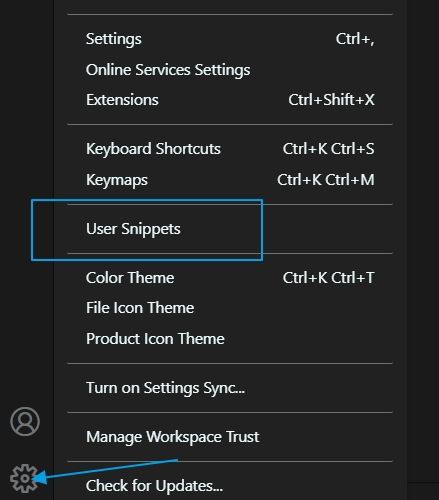 Settings Ctrl+,
Online Services Settings
Extensions Ctrl+Shift+X
Keyboard Shortcuts Ctrl+K Ctrl+S
Keymaps Ctrl+K Ctrl+M
User Snippets
Color Theme Ctrl+K Ctrl+T
File Icon Theme
Product Icon Theme
Turn on Settings Sync...
Manage Workspace Trust
Check for Updates...